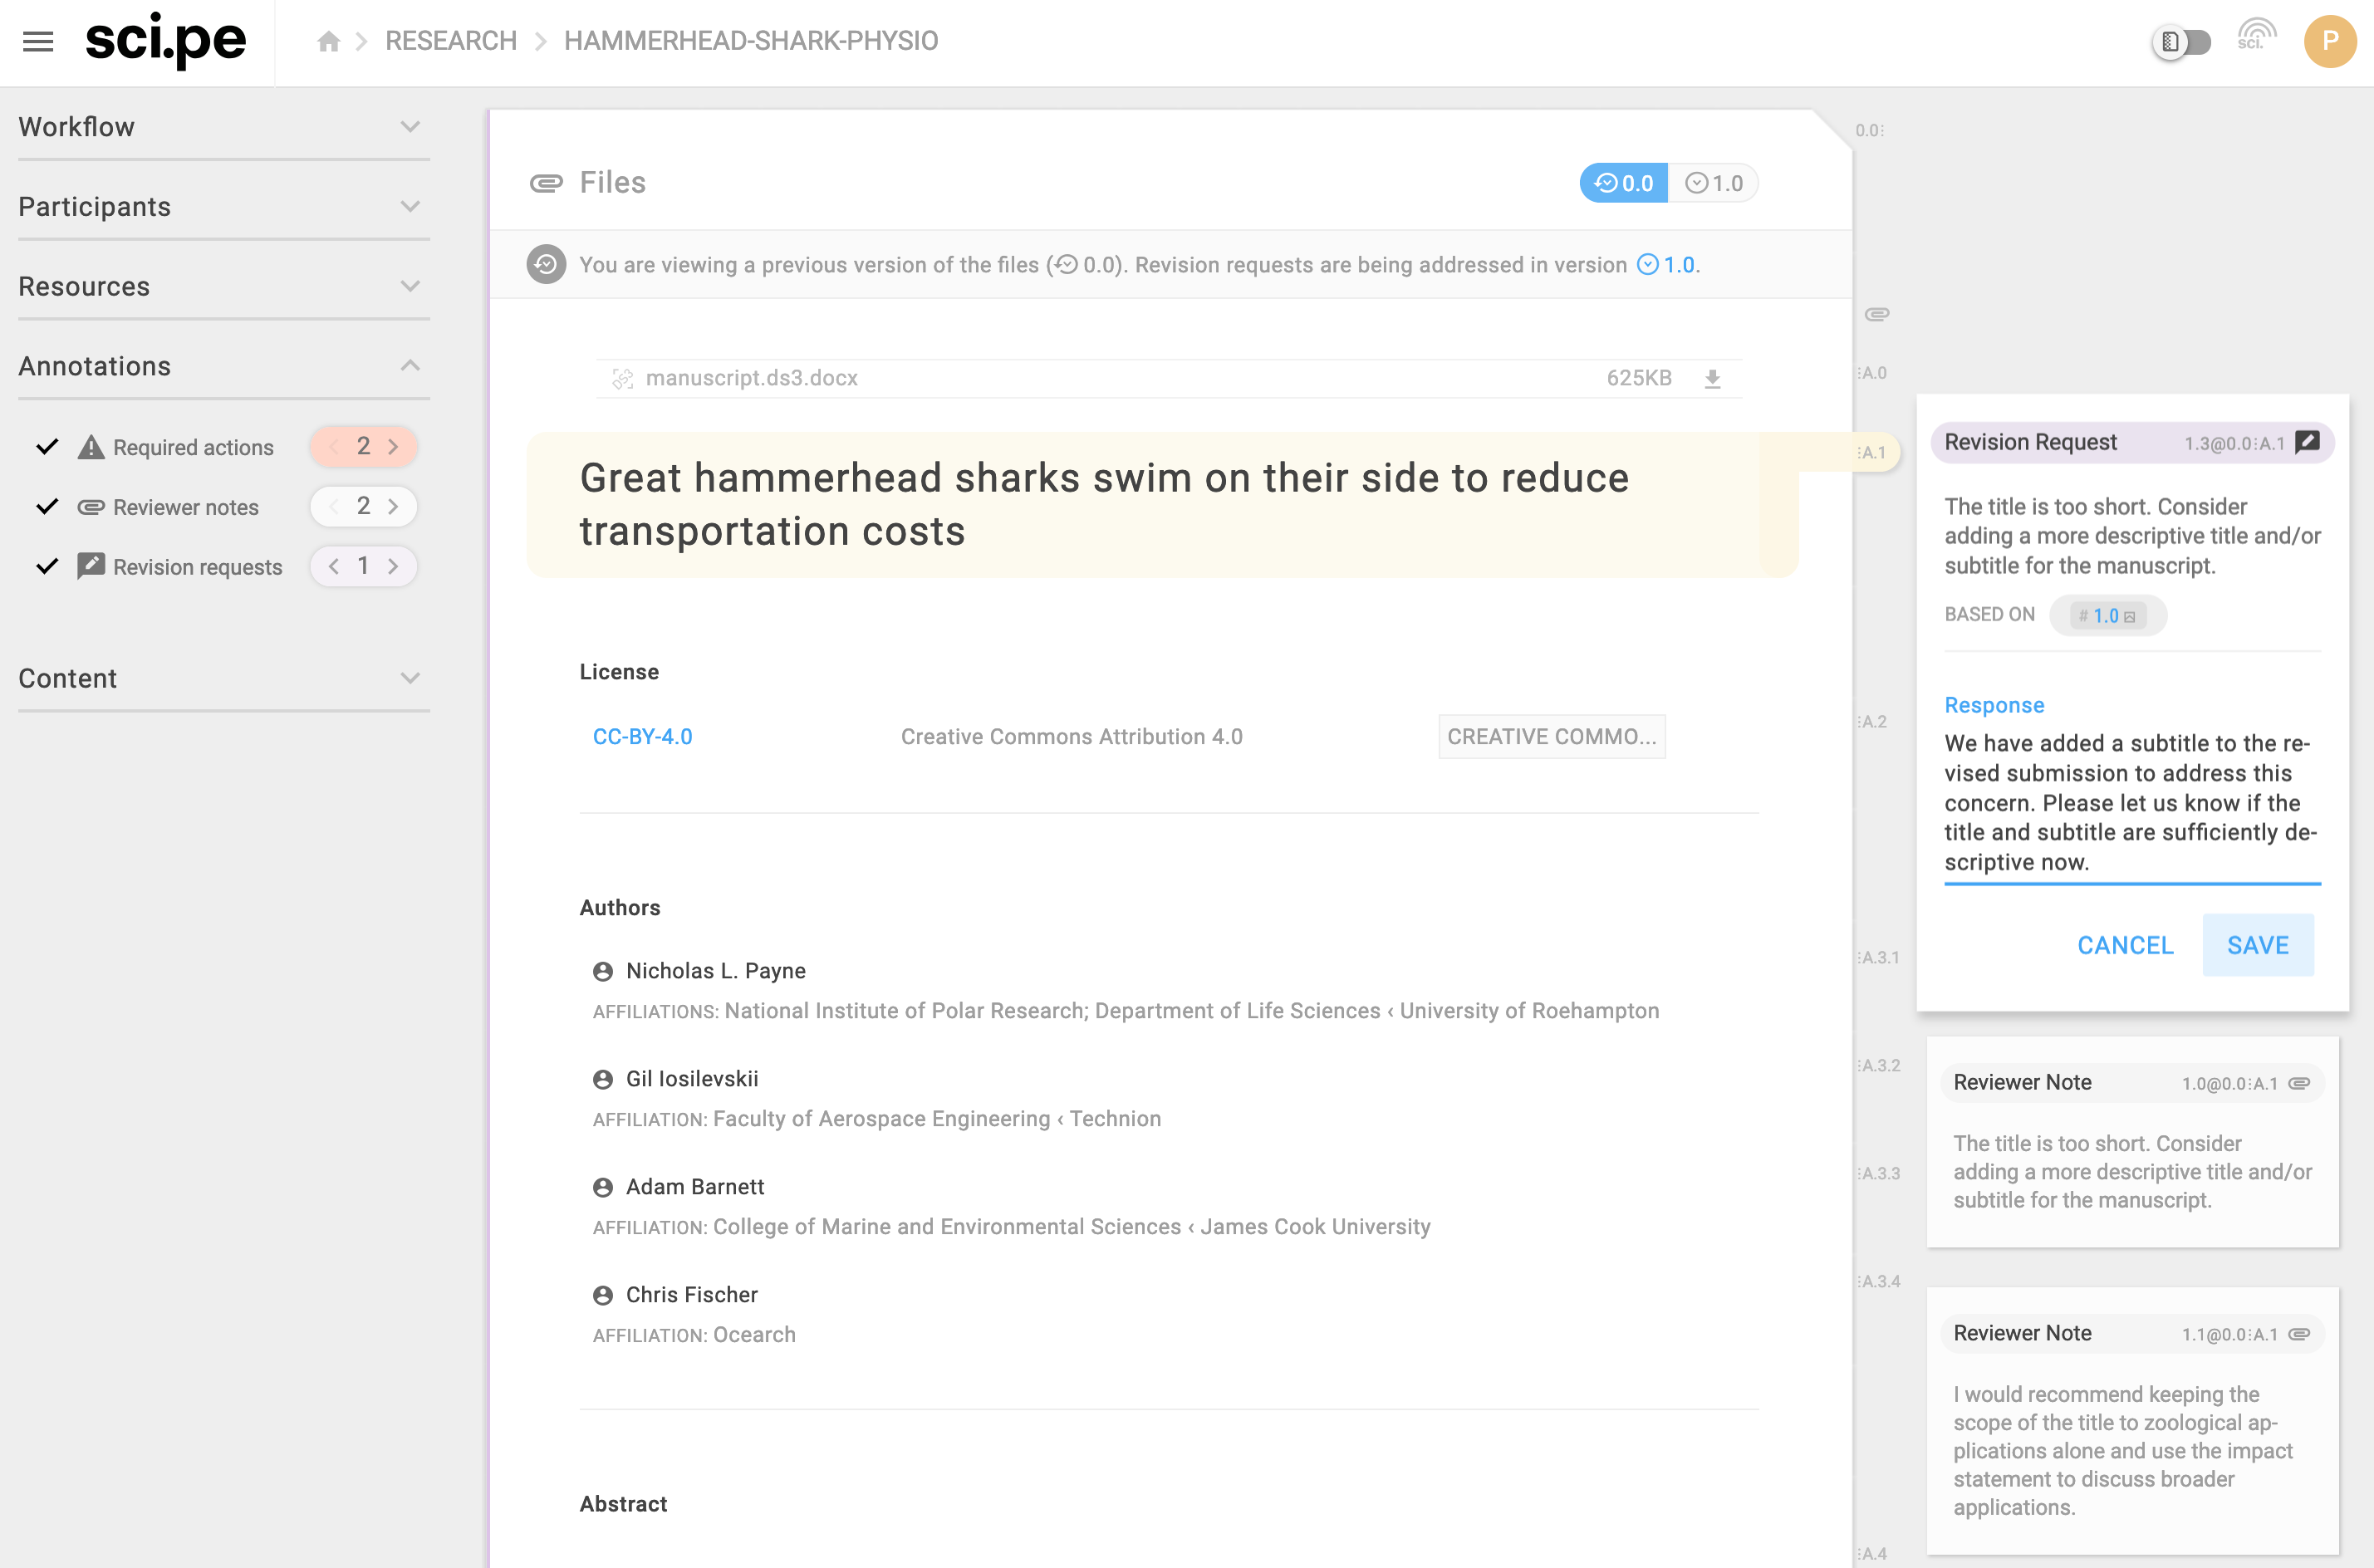 sci.pe
RESEARCH
HAMMERHEAD-SHARK-PHYSIO
sci.
P
Workflow
Participants
Resources
Annotations
Required actions
2
Reviewer notes
2
Revision requests
1
Content
Files
0.0
1.0
You are viewing a previous version of the files (0.0). Revision requests are being addressed in version 1.0.
manuscript.ds3.docx
625KB
Great hammerhead sharks swim on their side to reduce
transportation costs
License
CC-BY-4.0
Creative Commons Attribution 4.0
CREATIVE COMMO...
Authors
Nicholas L. Payne
AFFILIATIONS: National Institute of Polar Research; Department of Life Sciences ‹ University of Roehampton
Gil Iosilevskii
AFFILIATION: Faculty of Aerospace Engineering ‹ Technion
Adam Barnett
AFFILIATION: College of Marine and Environmental Sciences ‹ James Cook University
Chris Fischer
AFFILIATION: Ocearch
Abstract
0.0⁝
⁝A.0
⁝A.1
⁝A.2
⁝A.3.1
⁝A.3.2
⁝A.3.3
⁝A.3.4
⁝A.4
Revision Request
1.3@0.0⁝A.1
The title is too short. Consider
adding a more descriptive title and/or
subtitle for the manuscript.
BASED ON
# 1.0
Response
We have added a subtitle to the re-
vised submission to address this
concern. Please let us know if the
title and subtitle are sufficiently de-
scriptive now.
CANCEL
SAVE
Reviewer Note
1.0@0.0⁝A.1
The title is too short. Consider
adding a more descriptive title and/or
subtitle for the manuscript.
Reviewer Note
1.1@0.0⁝A.1
I would recommend keeping the
scope of the title to zoological ap-
plications alone and use the impact
statement to discuss broader
applications.